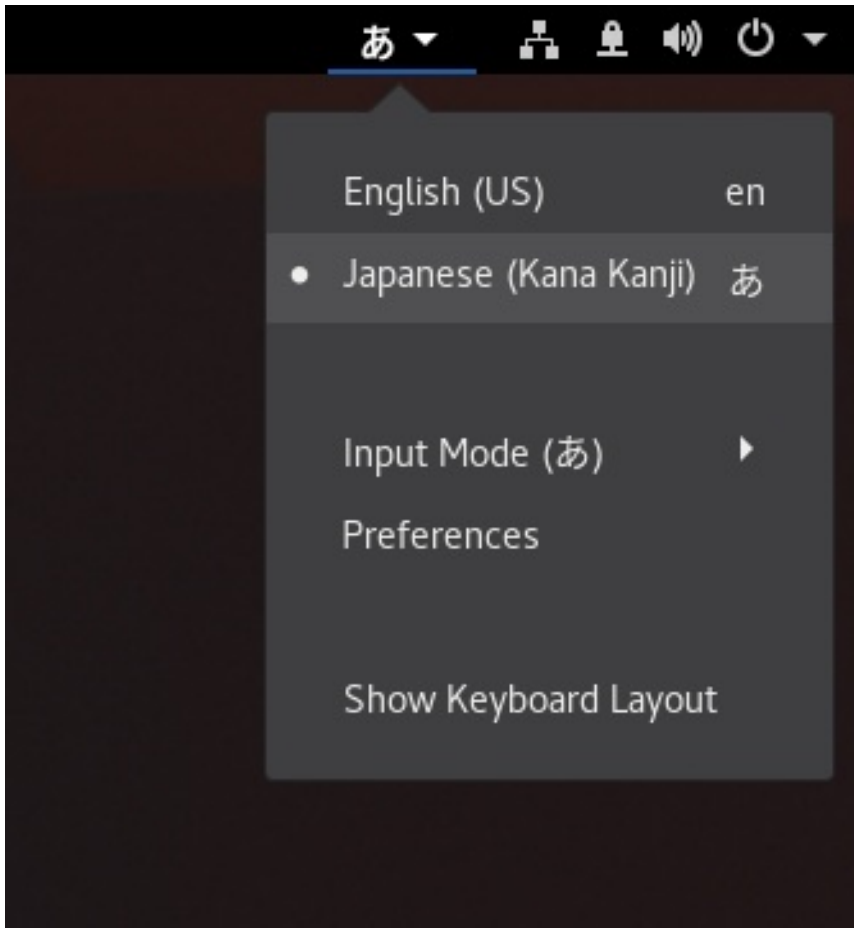 あ
English (US) en
Japanese (Kana Kanji) あ
Input Mode (あ)
Preferences
Show Keyboard Layout